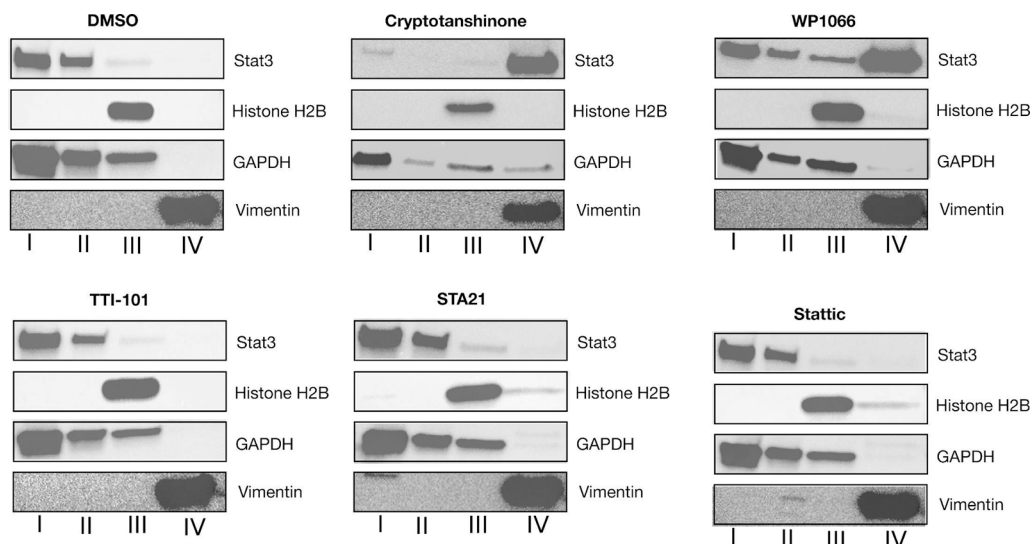 DMSO
Stat3
Histone H2B
GAPDH
Vimentin
I II III IV
Cryptotanshinone
Stat3
Histone H2B
GAPDH
Vimentin
I II III IV
WP1066
Stat3
Histone H2B
GAPDH
Vimentin
I II III IV
TTI-101
Stat3
Histone H2B
GAPDH
Vimentin
I II III IV
STA21
Stat3
Histone H2B
GAPDH
Vimentin
I II III IV
Stattic
Stat3
Histone H2B
GAPDH
Vimentin
I II III IV